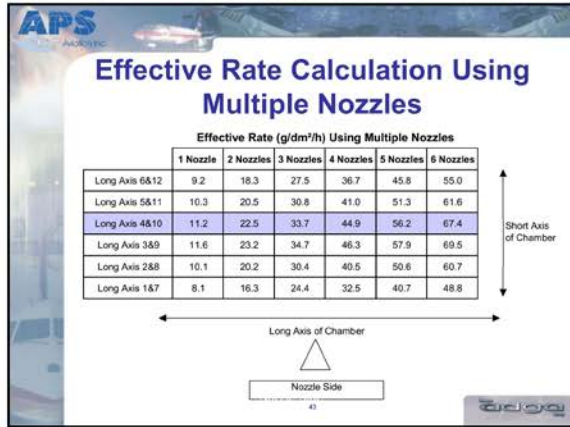 APS
Aviation Inc.
Effective Rate Calculation Using
Multiple Nozzles
Effective Rate (g/dm²/h) Using Multiple Nozzles
1 Nozzle 2 Nozzles 3 Nozzles 4 Nozzles 5 Nozzles 6 Nozzles
Long Axis 6&12 9.2 18.3 27.5 36.7 45.8 55.0
Long Axis 5&11 10.3 20.5 30.8 41.0 51.3 61.6
Long Axis 4&10 11.2 22.5 33.7 44.9 56.2 67.4
Long Axis 3&9 11.6 23.2 34.7 46.3 57.9 69.5
Long Axis 2&8 10.1 20.2 30.4 40.5 50.6 60.7
Long Axis 1&7 8.1 16.3 24.4 32.5 40.7 48.8
Short Axis
of Chamber
Long Axis of Chamber
Nozzle Side
43